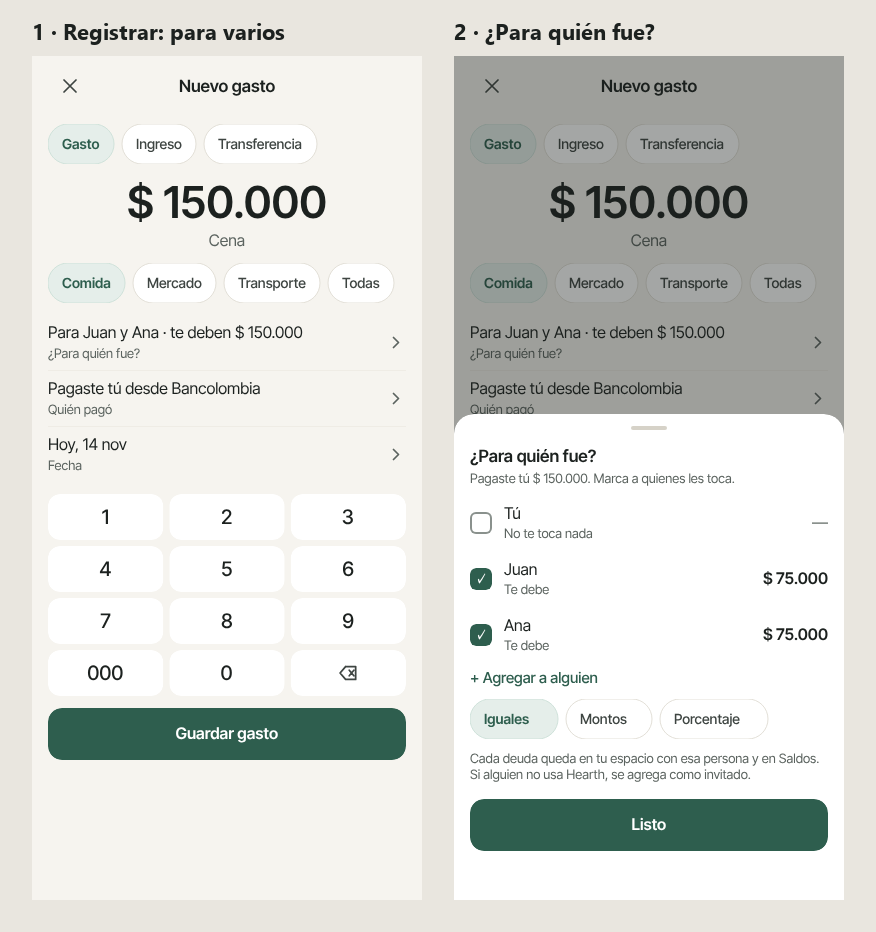 1 · Registrar: para varios
Nuevo gasto
Gasto Ingreso Transferencia
$ 150.000
Cena
Comida Mercado Transporte Todas
Para Juan y Ana · te deben $ 150.000
¿Para quién fue?
Pagaste tú desde Bancolombia
Quién pagó
Hoy, 14 nov
Fecha
1 2 3
4 5 6
7 8 9
000 0
Guardar gasto
2 · ¿Para quién fue?
Nuevo gasto
Gasto Ingreso Transferencia
$ 150.000
Cena
Comida Mercado Transporte Todas
Para Juan y Ana · te deben $ 150.000
¿Para quién fue?
Pagaste tú desde Bancolombia
Quién pagó
¿Para quién fue?
Pagaste tú $ 150.000. Marca a quienes les toca.
Tú —
No te toca nada
Juan $ 75.000
Te debe
Ana $ 75.000
Te debe
+ Agregar a alguien
Iguales Montos Porcentaje
Cada deuda queda en tu espacio con esa persona y en Saldos.
Si alguien no usa Hearth, se agrega como invitado.
Listo